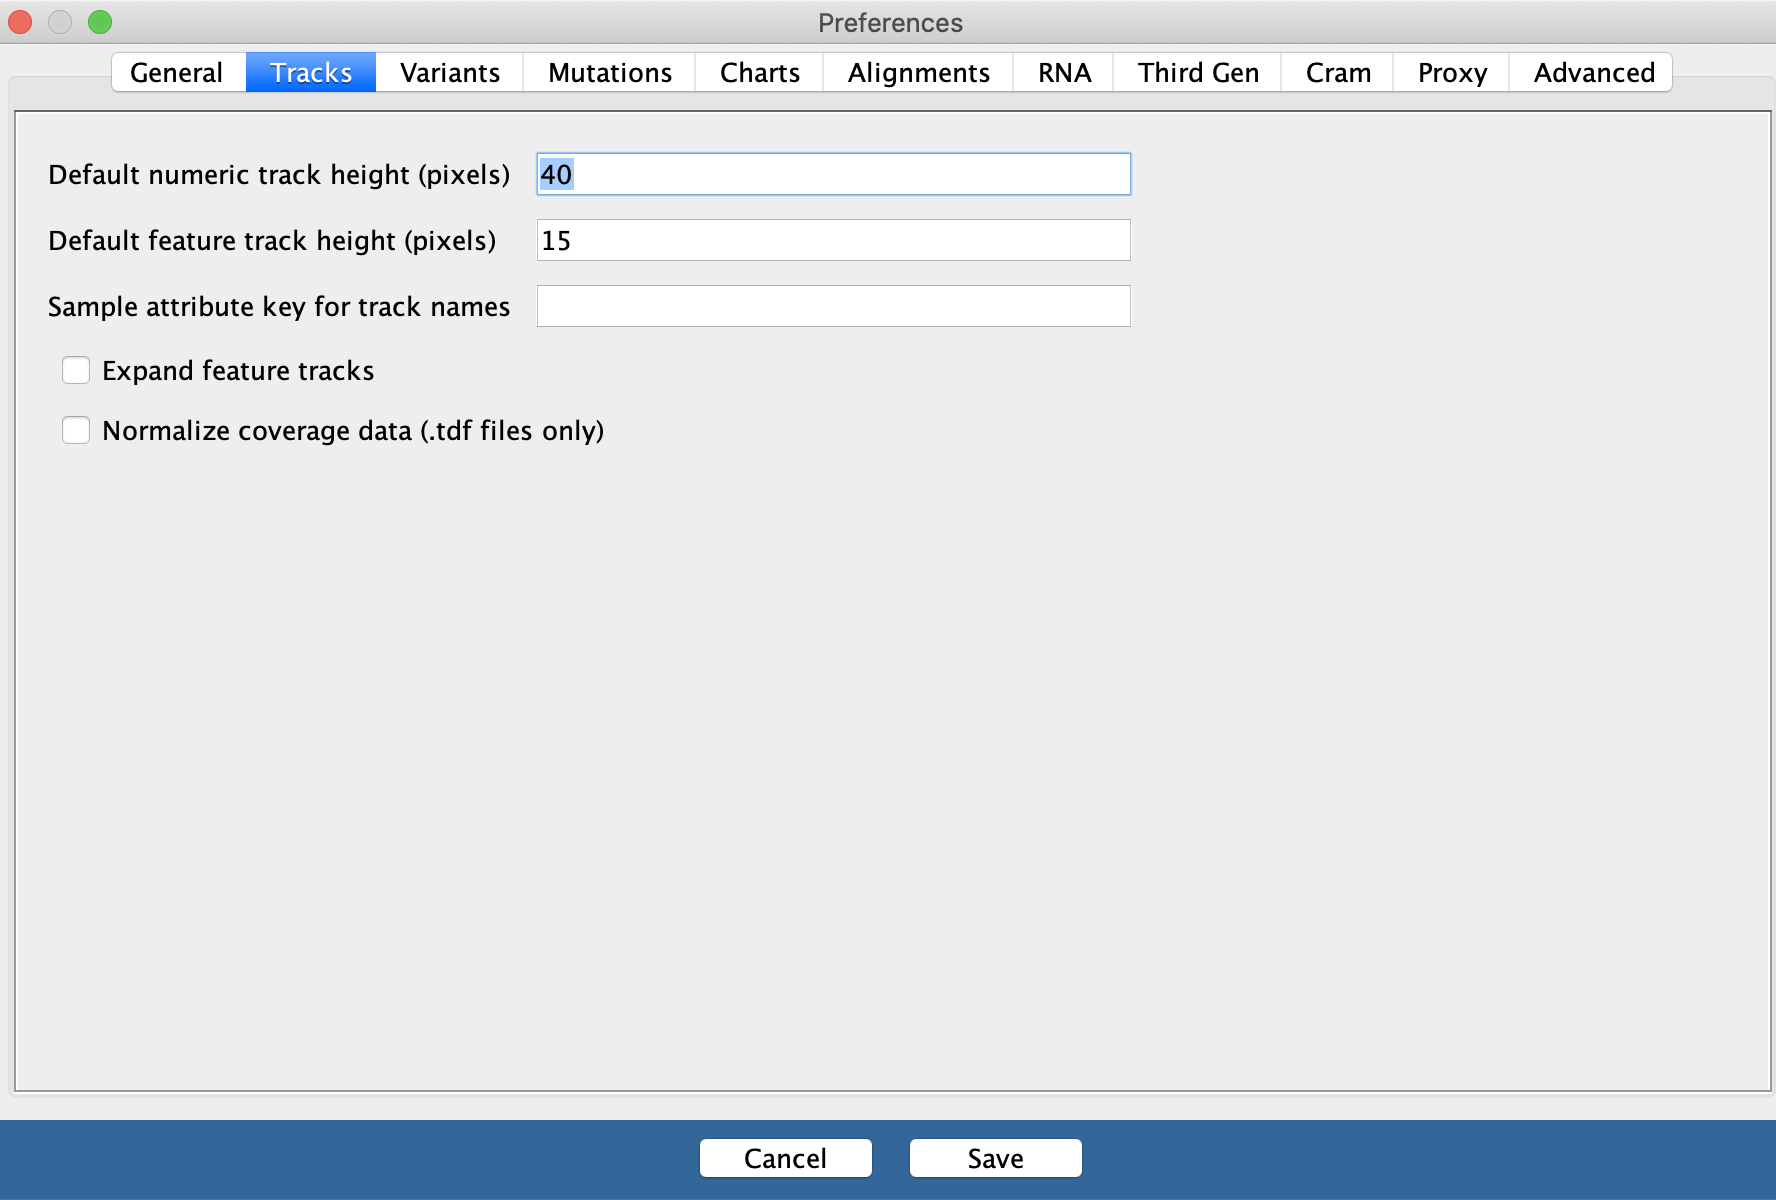 Preferences
General Tracks Variants Mutations Charts Alignments RNA Third Gen Cram Proxy Advanced
Default numeric track height (pixels) 40
Default feature track height (pixels) 15
Sample attribute key for track names
Expand feature tracks
Normalize coverage data (.tdf files only)
Cancel Save